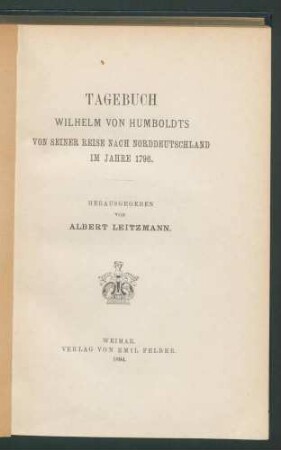 TAGEBUCH
WILHELM VON HUMBOLDTS
VON SEINER REISE NACH NORDDEUTSCHLAND
IM JAHRE 1796.
HERAUSGEGEBEN
VON
ALBERT LEITZMANN.
WEIMAR.
VERLAG VON EMIL FELBER.
1894.